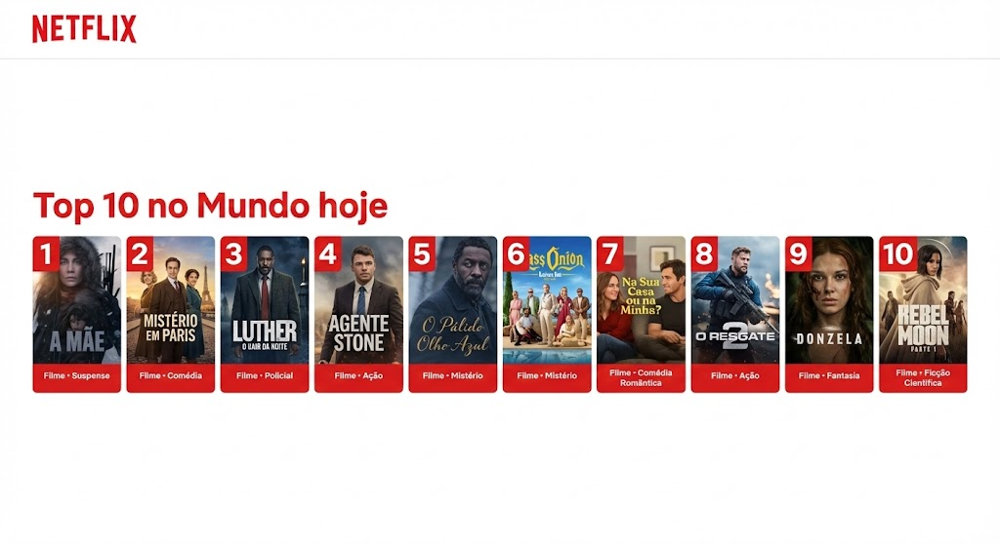 NETFLIX
Top 10 no Mundo hoje
1
A MÃE
Filme • Suspense
2
MISTÉRIO
EM PARIS
Filme • Comédia
3
LUTHER
Filme • Policial
4
AGENTE
STONE
Filme • Ação
5
O Pálido
Olho Azul
Filme • Mistério
6
ass Onion
Filme • Mistério
7
Na Sua
Casa
ou na
Minha?
Filme • Comédia
Romântica
8
O RESGATE
2
Filme • Ação
9
DONZELA
Filme • Fantasia
10
REBEL
MOON
PARTE 1
Filme • Ficção
Científica